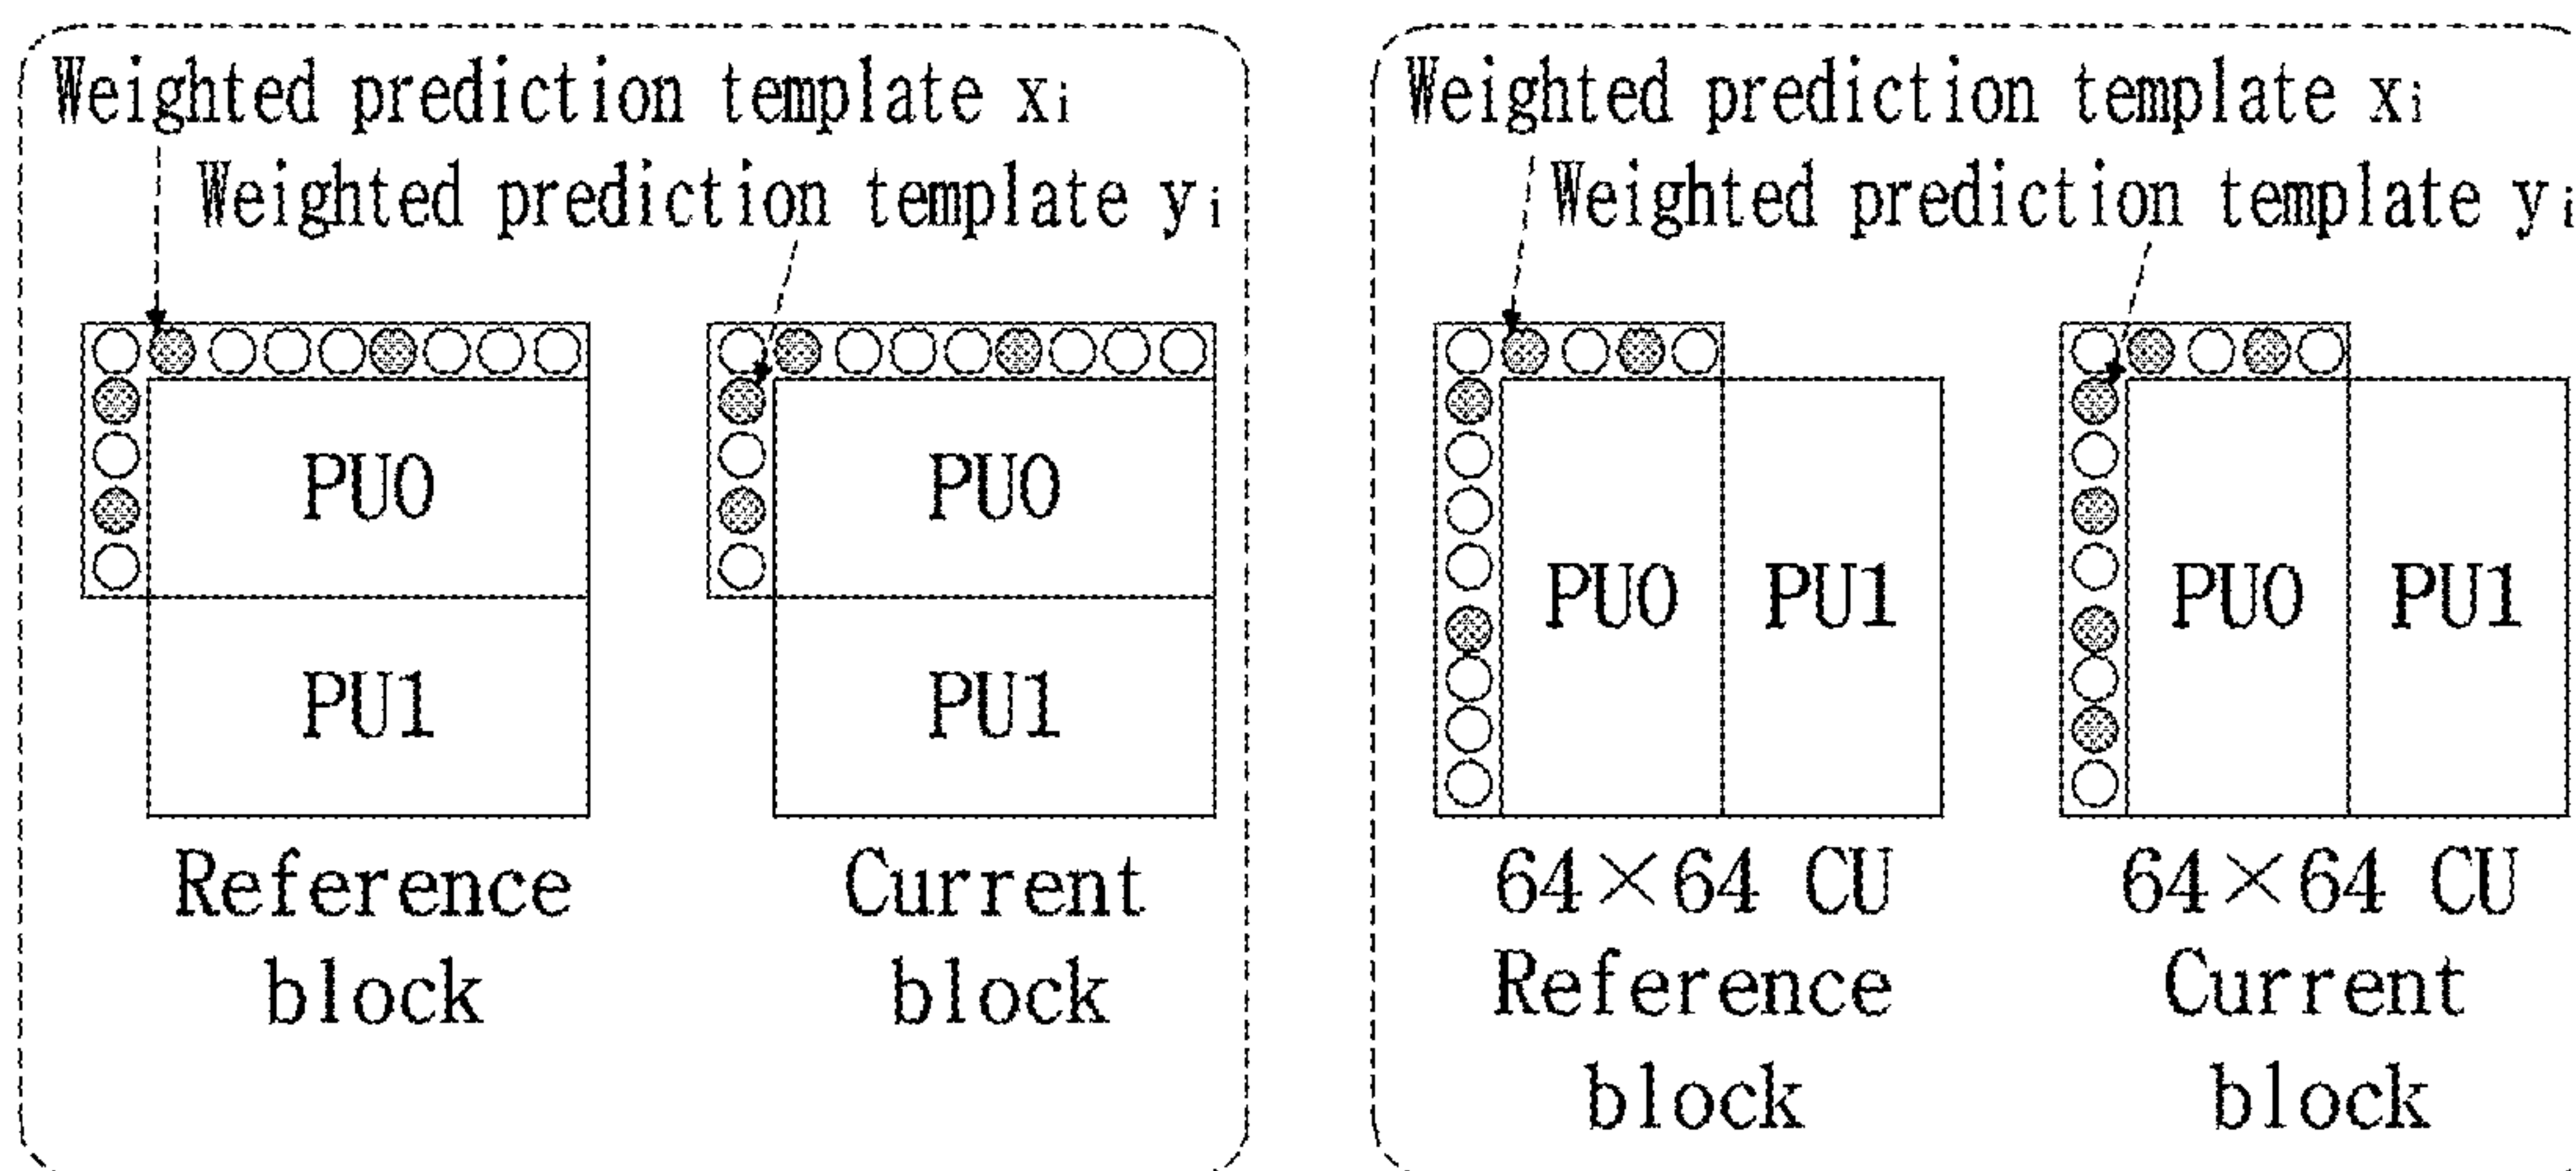 Weighted prediction template xi
Weighted prediction template yi
PU0
PU1
PU0
PU1
Reference
block
Current
block
Weighted prediction template xi
Weighted prediction template yi
PU0 PU1
PU0 PU1
64×64 CU
Reference
block
64×64 CU
Current
block